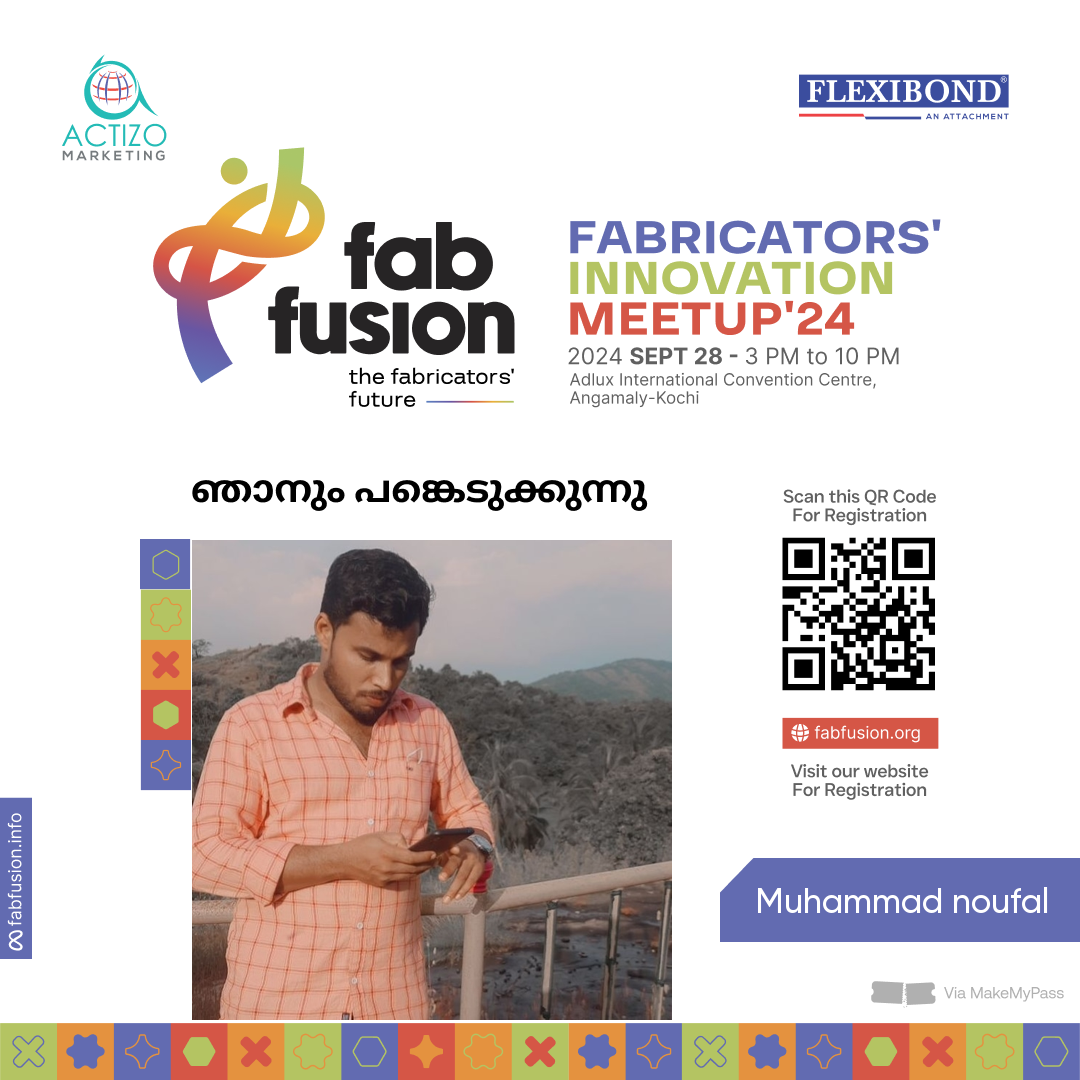 ACTIZO
MARKETING
FLEXIBOND®
AN ATTACHMENT
fab
fusion
the fabricators'
future
FABRICATORS'
INNOVATION
MEETUP'24
2024 SEPT 28 - 3 PM to 10 PM
Adlux International Convention Centre,
Angamaly-Kochi
ഞാനും പങ്കെടുക്കുന്നു
Scan this QR Code
For Registration
fabfusion.org
Visit our website
For Registration
fabfusion.info
Muhammad noufal
Via MakeMyPass